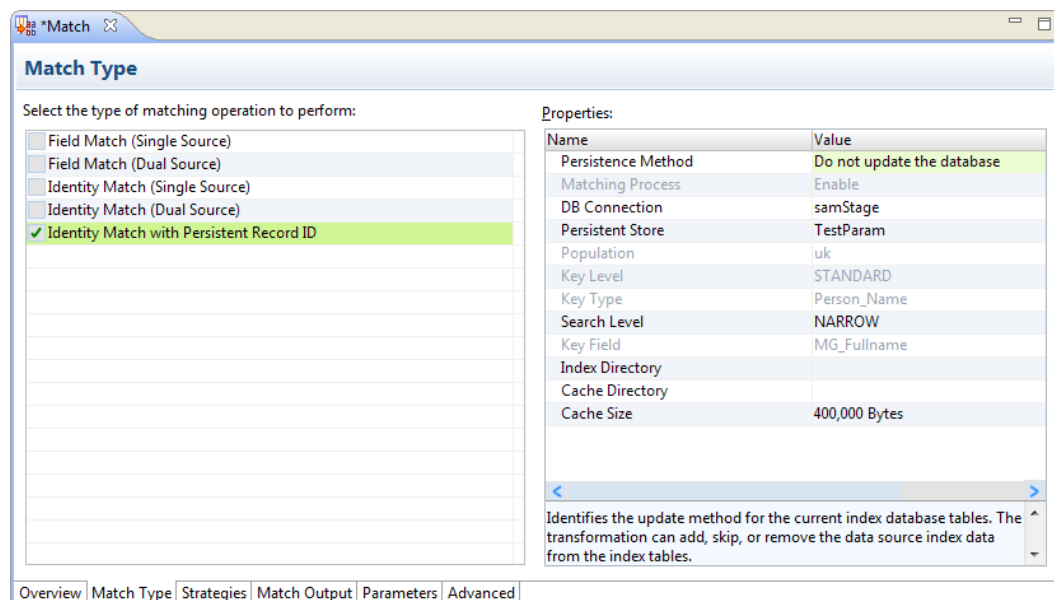 *Match
Match Type
Select the type of matching operation to perform:
Field Match (Single Source)
Field Match (Dual Source)
Identity Match (Single Source)
Identity Match (Dual Source)
Identity Match with Persistent Record ID
Properties:
Name Value
Persistence Method Do not update the database
Matching Process Enable
DB Connection samStage
Persistent Store TestParam
Population uk
Key Level STANDARD
Key Type Person_Name
Search Level NARROW
Key Field MG_Fullname
Index Directory
Cache Directory
Cache Size 400,000 Bytes
Identifies the update method for the current index database tables. The
transformation can add, skip, or remove the data source index data
from the index tables.
Overview Match Type Strategies Match Output Parameters Advanced